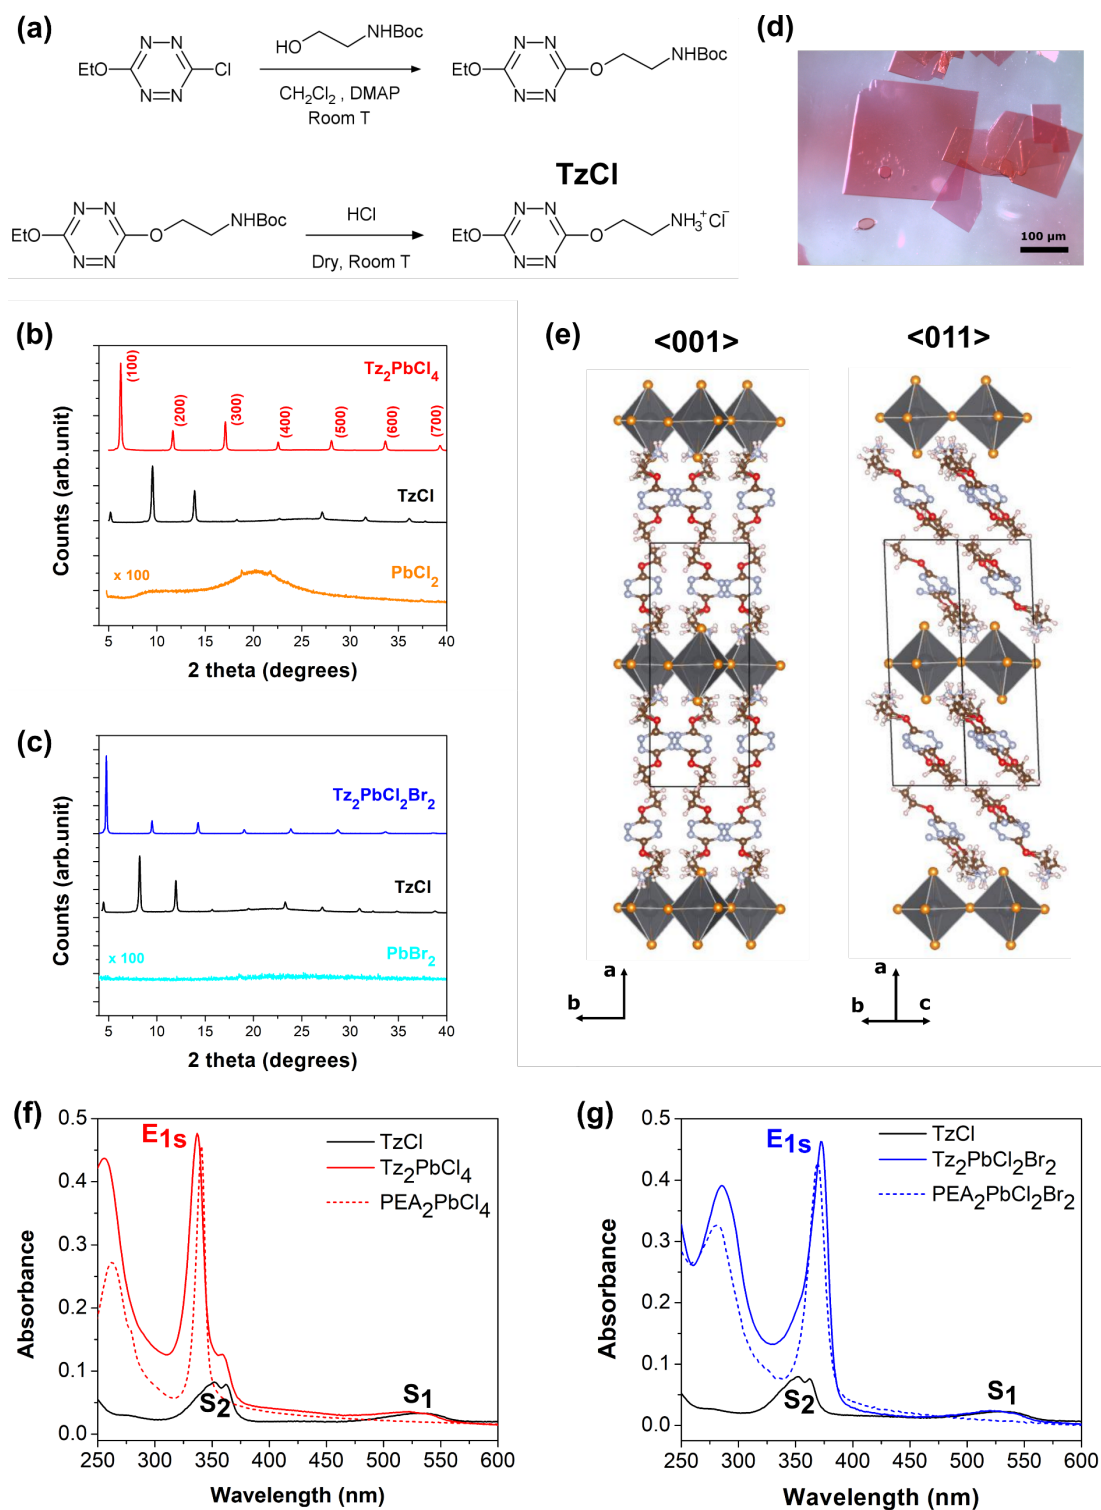 (a)
EtO N N N N Cl
HO NHBoc
CH₂Cl₂ , DMAP
Room T
EtO N N N N O NHBoc
EtO N N N N O NHBoc
HCl
Dry, Room T
TzCl
EtO N N N N O NH₃⁺ Cl⁻
(d)
100 µm
(b)
Counts (arb.unit)
Tz₂PbCl₄
(100)
(200)
(300)
(400)
(500)
(600)
(700)
TzCl
x 100
PbCl₂
5 10 15 20 25 30 35 40
2 theta (degrees)
(c)
Counts (arb.unit)
Tz₂PbCl₂Br₂
TzCl
x 100
PbBr₂
5 10 15 20 25 30 35 40
2 theta (degrees)
(e)
<001>
<011>
a
b
a
b c
(f)
Absorbance
0.5
0.4
0.3
0.2
0.1
0.0
E₁ₛ
TzCl
Tz₂PbCl₄
PEA₂PbCl₄
S₂
S₁
250 300 350 400 450 500 550 600
Wavelength (nm)
(g)
Absorbance
0.5
0.4
0.3
0.2
0.1
0.0
E₁ₛ
TzCl
Tz₂PbCl₂Br₂
PEA₂PbCl₂Br₂
S₂
S₁
250 300 350 400 450 500 550 600
Wavelength (nm)